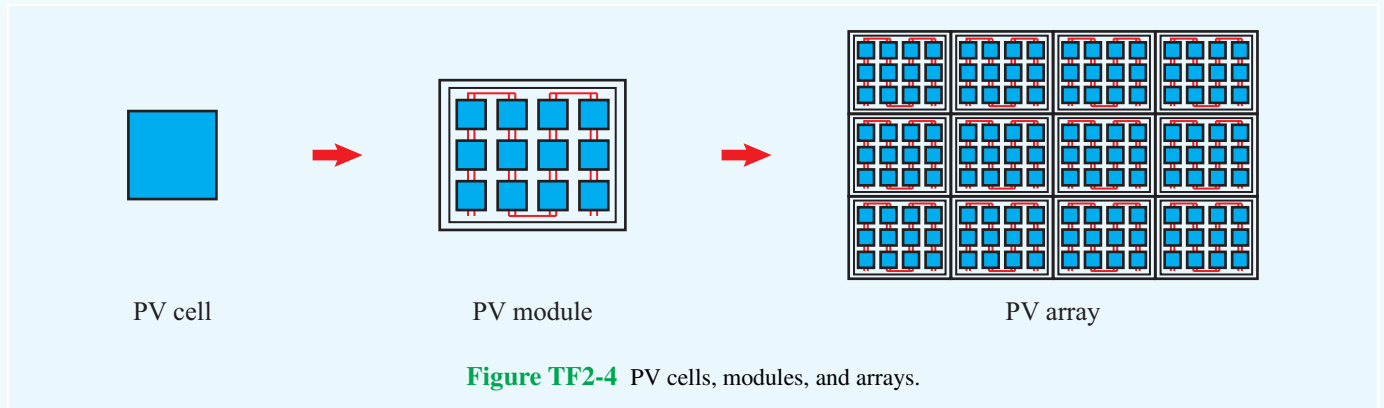 PV cell
PV module
PV array
Figure TF2-4 PV cells, modules, and arrays.